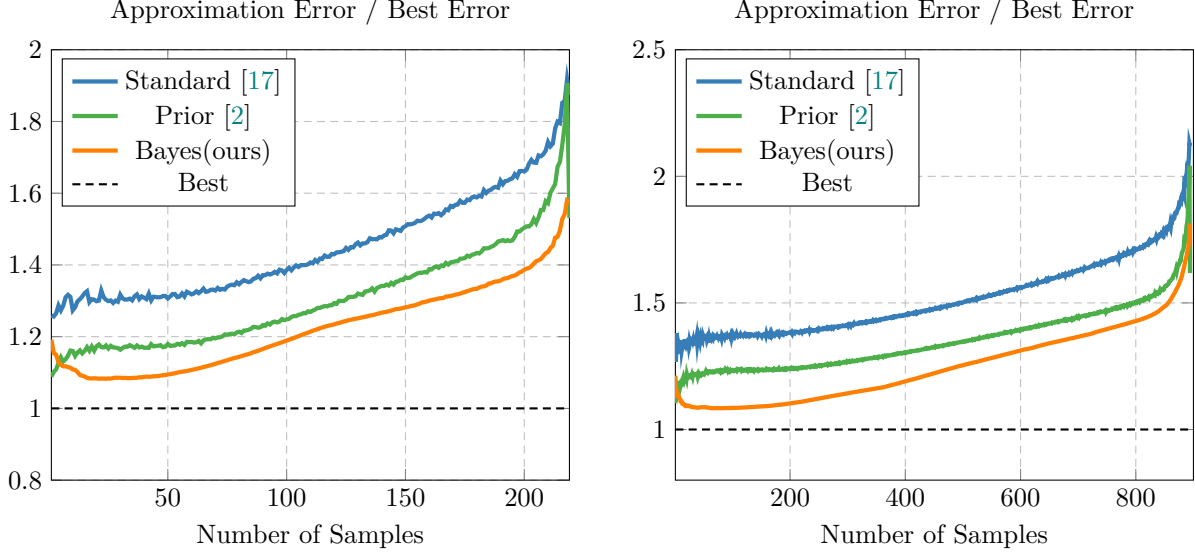 Approximation Error / Best Error
2
1.8
1.6
1.4
1.2
1
0.8
Standard [17]
Prior [2]
Bayes(ours)
Best
50
100
150
200
Number of Samples
Approximation Error / Best Error
2.5
2
1.5
1
Standard [17]
Prior [2]
Bayes(ours)
Best
200
400
600
800
Number of Samples